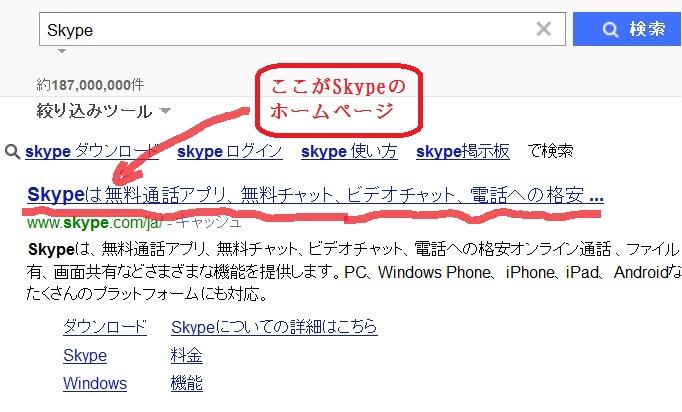 Skype
検索
約187,000,000件
ここがSkypeの
ホームページ
絞り込みツール
skype ダウンロード skype ログイン skype 使い方 skype掲示板 で検索
Skypeは無料通話アプリ、無料チャット、ビデオチャット、電話への格安 ...
www.skype.com/ja/ - キャッシュ
Skypeは、無料通話アプリ、無料チャット、ビデオチャット、電話への格安オンライン通話 、ファイル
有、画面共有などさまざまな機能を提供します。PC、Windows Phone、iPhone、iPad、Androidな
たくさんのプラットフォームにも対応。
ダウンロード Skypeについての詳細はこちら
Skype 料金
Windows 機能